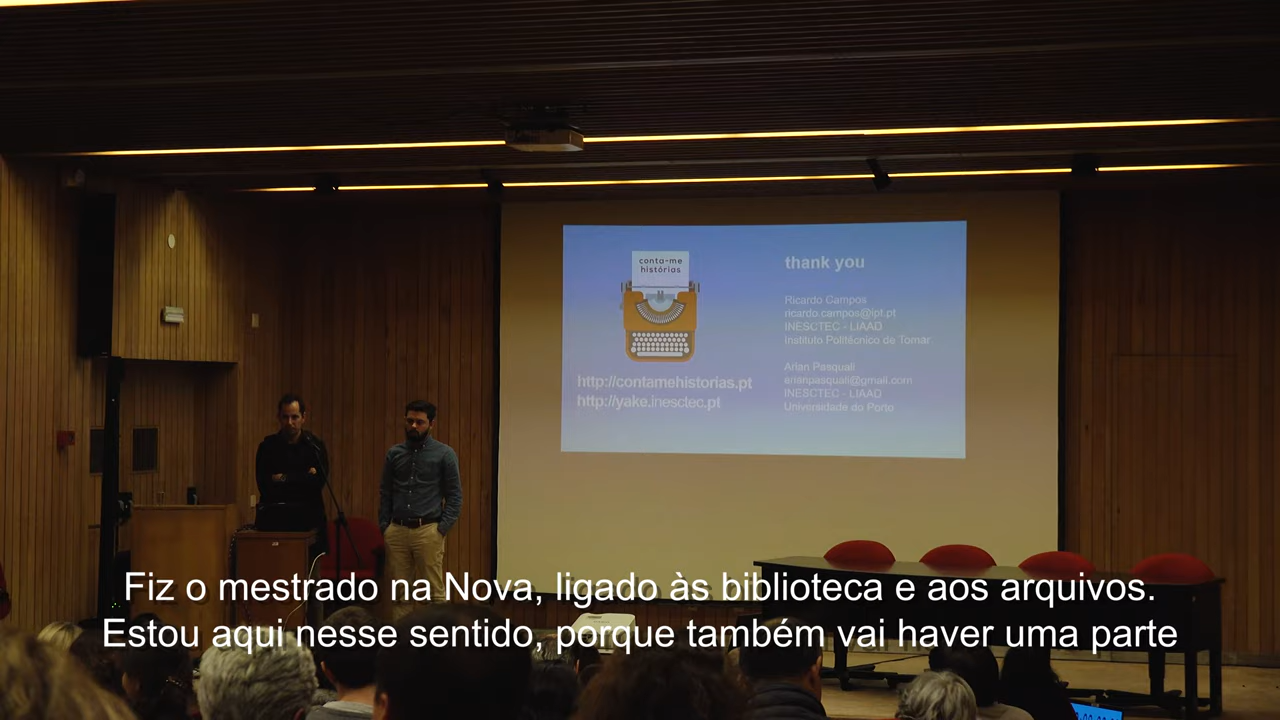 conta-me
histórias
thank you
Ricardo Campos
ricardo.campos@ipt.pt
INESCTEC - LIAAD
Instituto Politécnico de Tomar
Arian Pasquali
arianpasquali@gmail.com
INESCTEC - LIAAD
Universidade do Porto
http://contamehistorias.pt
http://yake.inesctec.pt
Fiz o mestrado na Nova, ligado às biblioteca e aos arquivos.
Estou aqui nesse sentido, porque também vai haver uma parte